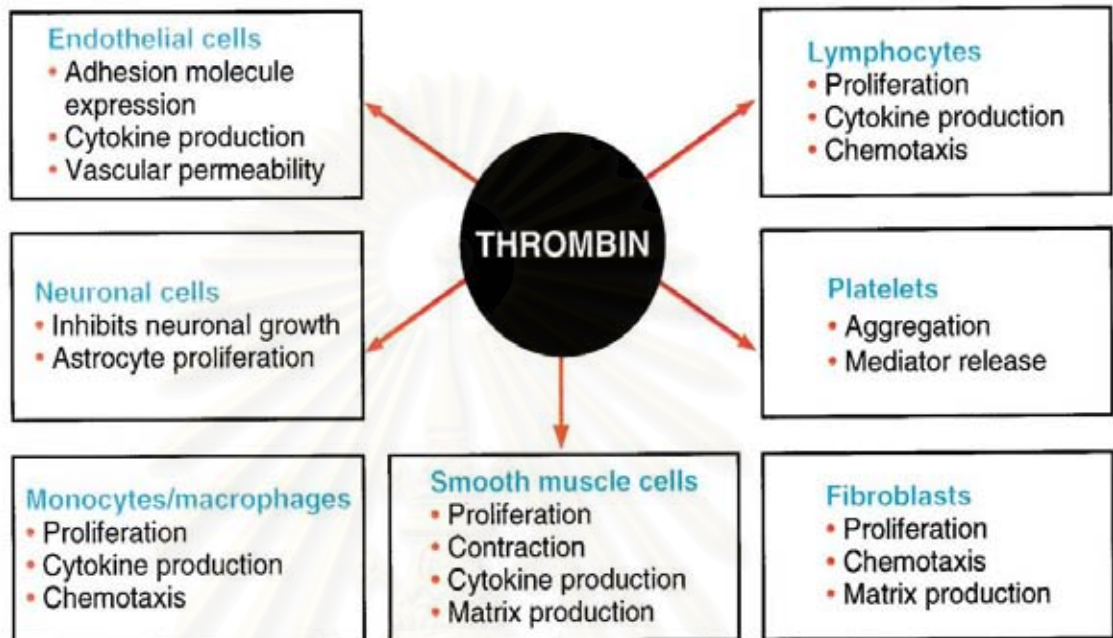 Endothelial cells
• Adhesion molecule
expression
• Cytokine production
• Vascular permeability
Lymphocytes
• Proliferation
• Cytokine production
• Chemotaxis
THROMBIN
Neuronal cells
• Inhibits neuronal growth
• Astrocyte proliferation
Platelets
• Aggregation
• Mediator release
Monocytes/macrophages
• Proliferation
• Cytokine production
• Chemotaxis
Smooth muscle cells
• Proliferation
• Contraction
• Cytokine production
• Matrix production
Fibroblasts
• Proliferation
• Chemotaxis
• Matrix production